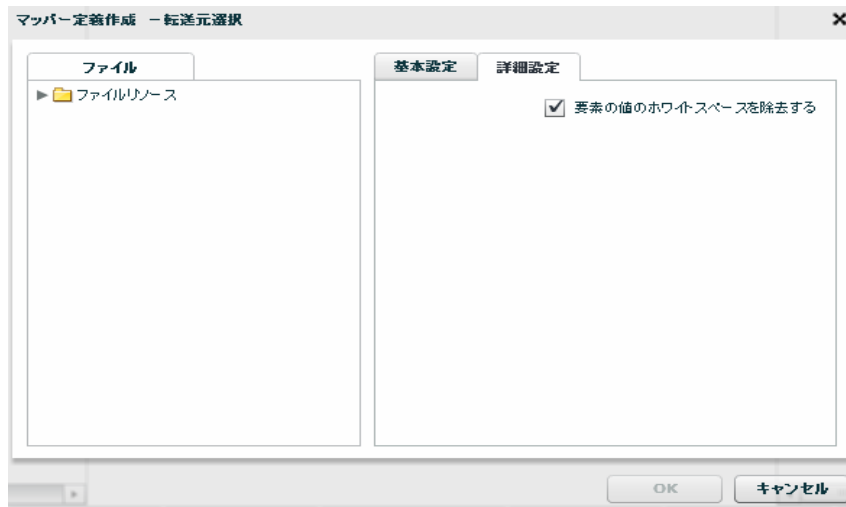 マッパー定義作成 －転送元選択
ファイル
ファイルリソース
基本設定
詳細設定
要素の値のホワイトスペースを除去する
OK
キャンセル